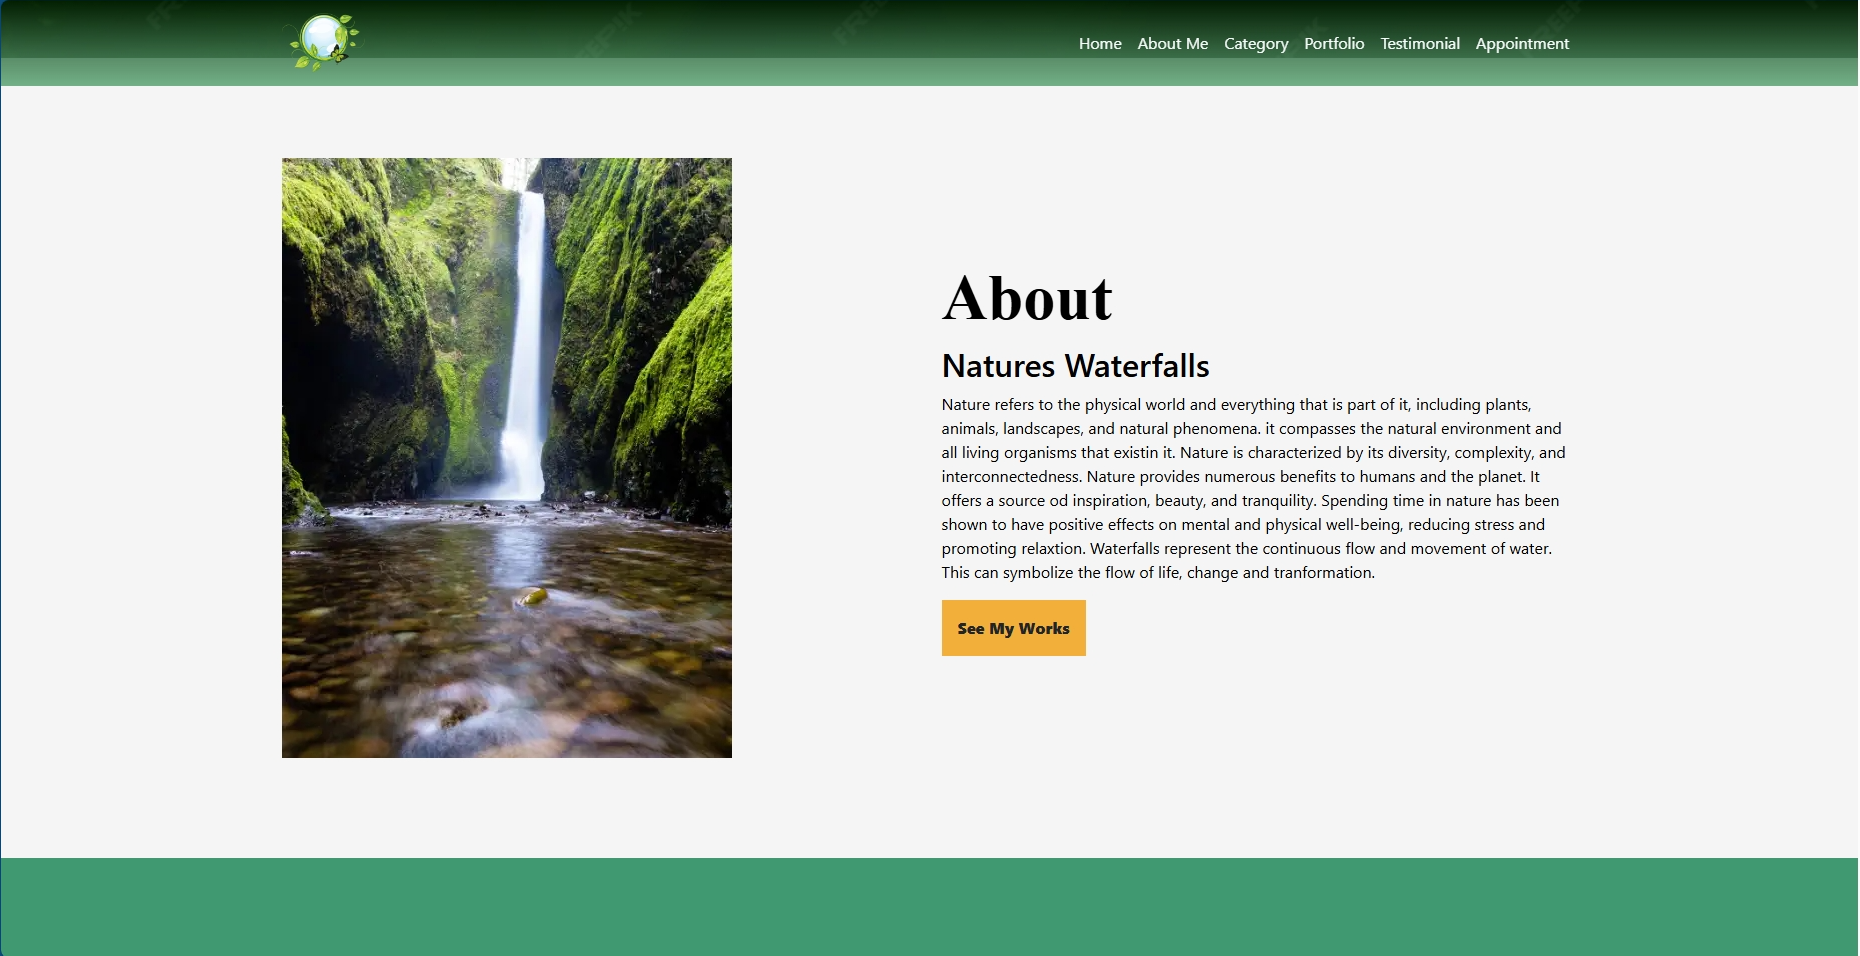 Home About Me Category Portfolio Testimonial Appointment
About
Natures Waterfalls
Nature refers to the physical world and everything that is part of it, including plants,
animals, landscapes, and natural phenomena. it compasses the natural environment and
all living organisms that existin it. Nature is characterized by its diversity, complexity, and
interconnectedness. Nature provides numerous benefits to humans and the planet. It
offers a source od inspiration, beauty, and tranquility. Spending time in nature has been
shown to have positive effects on mental and physical well-being, reducing stress and
promoting relaxtion. Waterfalls represent the continuous flow and movement of water.
This can symbolize the flow of life, change and tranformation.
See My Works